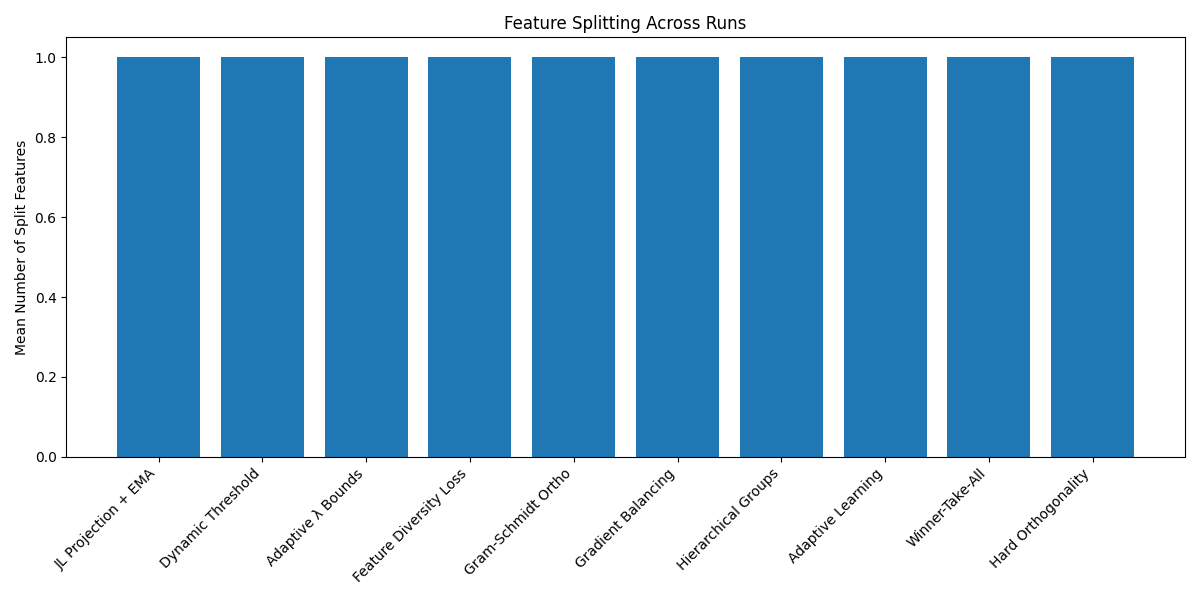 Feature Splitting Across Runs
Mean Number of Split Features
1.0
0.8
0.6
0.4
0.2
0.0
JL Projection + EMA
Dynamic Threshold
Adaptive λ Bounds
Feature Diversity Loss
Gram-Schmidt Ortho
Gradient Balancing
Hierarchical Groups
Adaptive Learning
Winner-Take-All
Hard Orthogonality